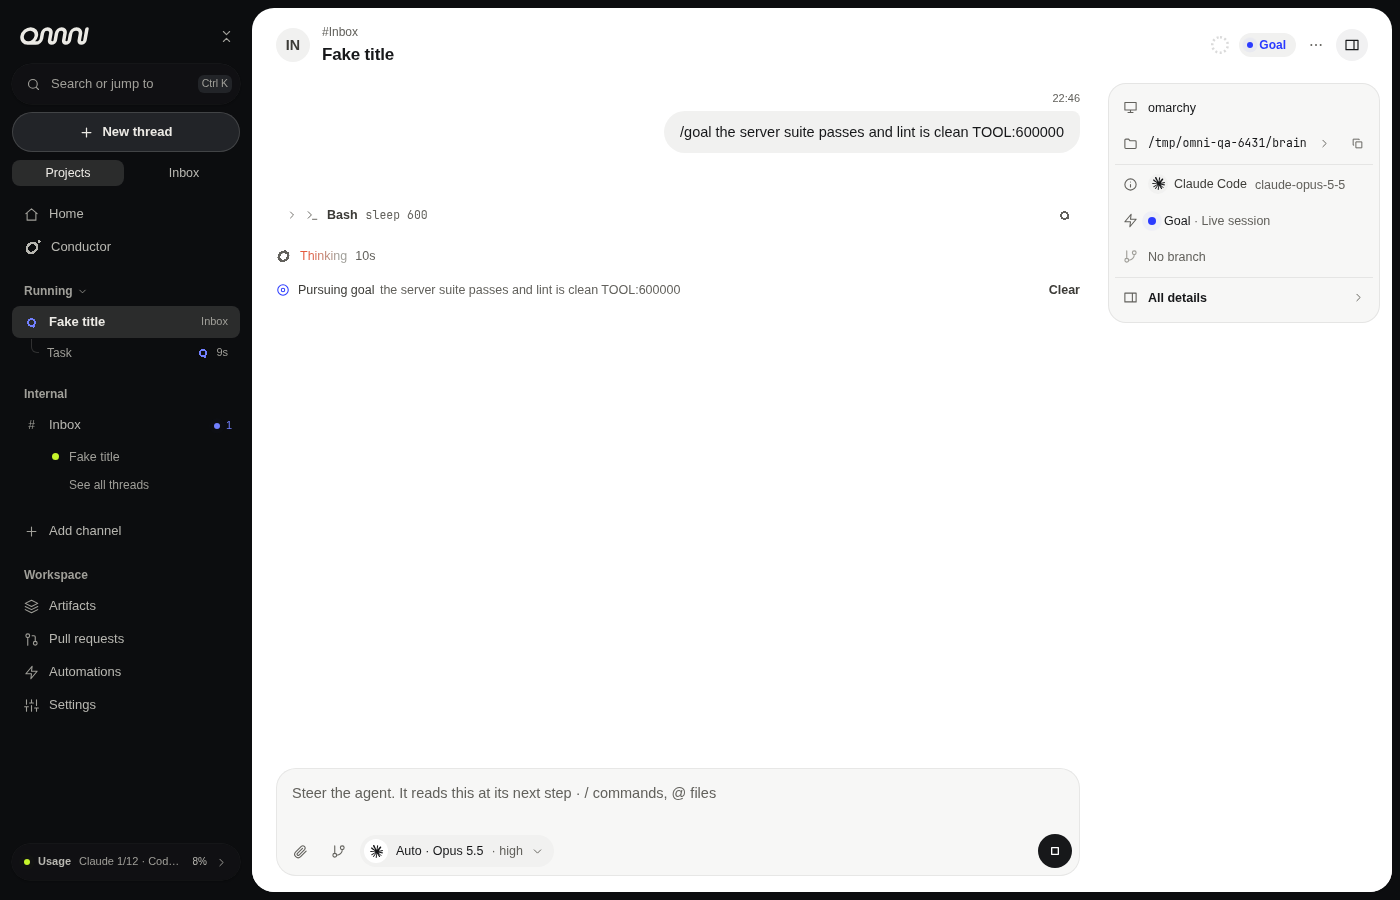 omni
Search or jump to
Ctrl K
New thread
Projects
Inbox
Home
Conductor
Running
Fake title
Inbox
Task
9s
Internal
# Inbox
1
Fake title
See all threads
Add channel
Workspace
Artifacts
Pull requests
Automations
Settings
Usage Claude 1/12 · Cod… 8%
IN
#Inbox
Fake title
Goal
22:46
/goal the server suite passes and lint is clean TOOL:600000
Bash sleep 600
Thinking 10s
Pursuing goal the server suite passes and lint is clean TOOL:600000
Clear
Steer the agent. It reads this at its next step · / commands, @ files
Auto · Opus 5.5 · high
omarchy
/tmp/omni-qa-6431/brain
Claude Code claude-opus-5-5
Goal · Live session
No branch
All details